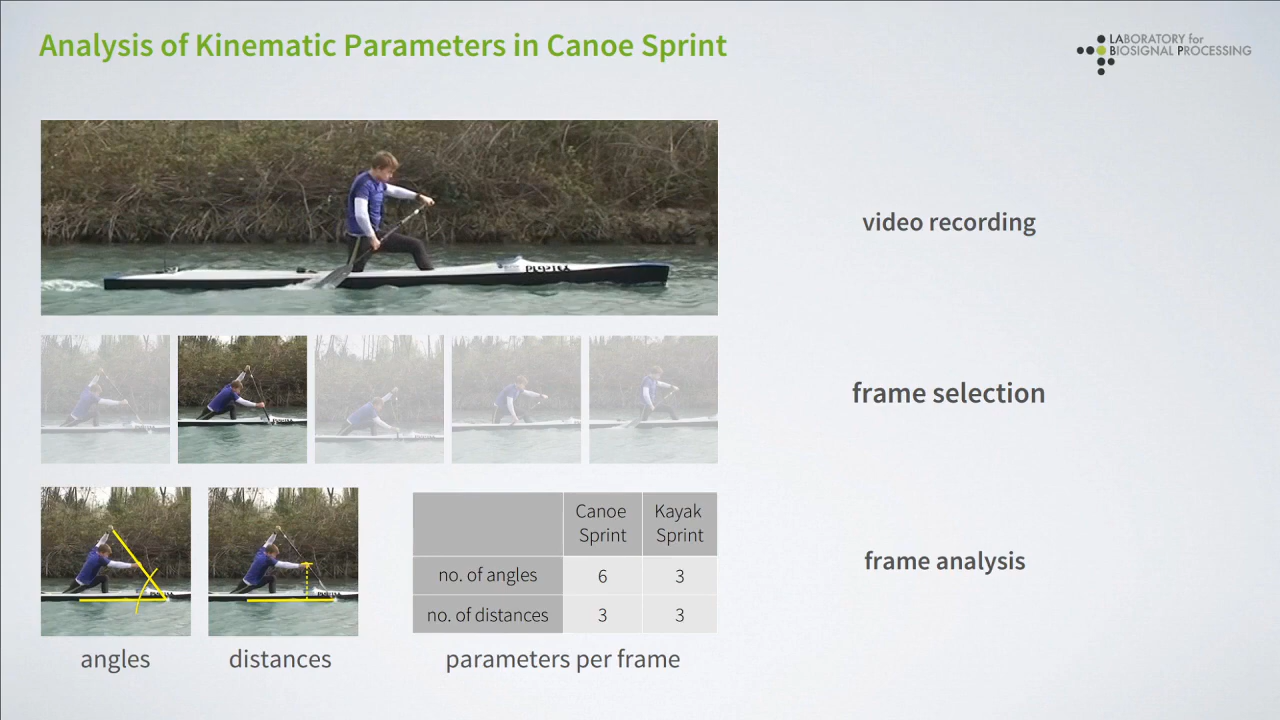 Analysis of Kinematic Parameters in Canoe Sprint
LABORATORY for
BIOSIGNAL PROCESSING
video recording
frame selection
Canoe Sprint
Kayak Sprint
no. of angles 6 3
no. of distances 3 3
frame analysis
angles
distances
parameters per frame